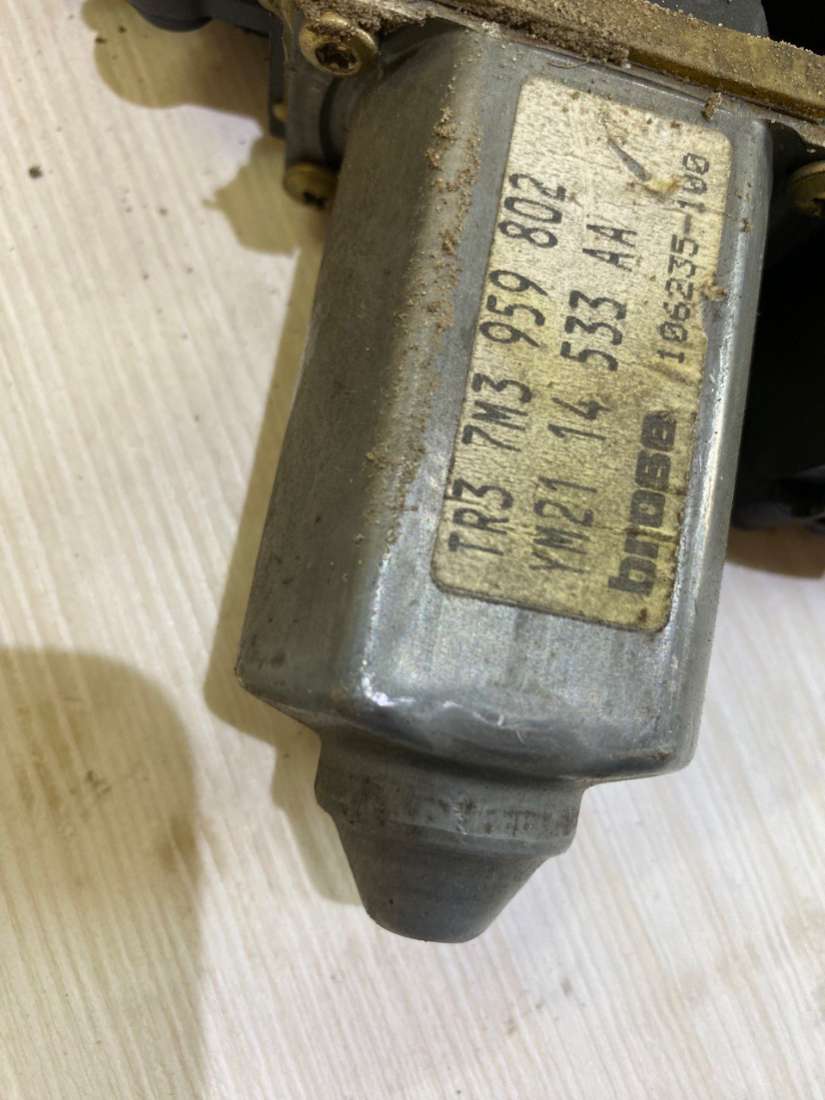 TR3 7M3 959 802
YM21 14 533 AA
brose 106235-100